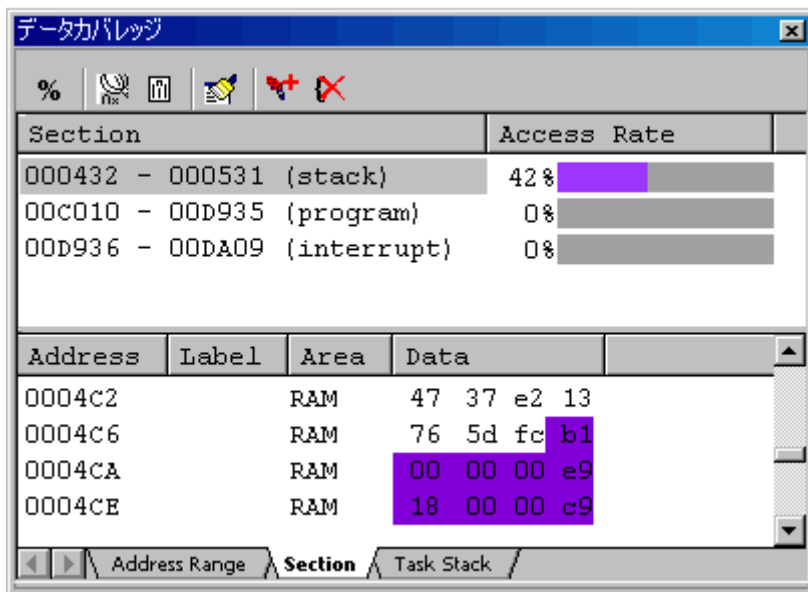 データカバレッジ
%
Section Access Rate
000432 - 000531 (stack) 42%
00C010 - 00D935 (program) 0%
00D936 - 00DA09 (interrupt) 0%
Address Label Area Data
0004C2 RAM 47 37 e2 13
0004C6 RAM 76 5d fc b1
0004CA RAM 00 00 00 e9
0004CE RAM 18 00 00 c9
Address Range Section Task Stack